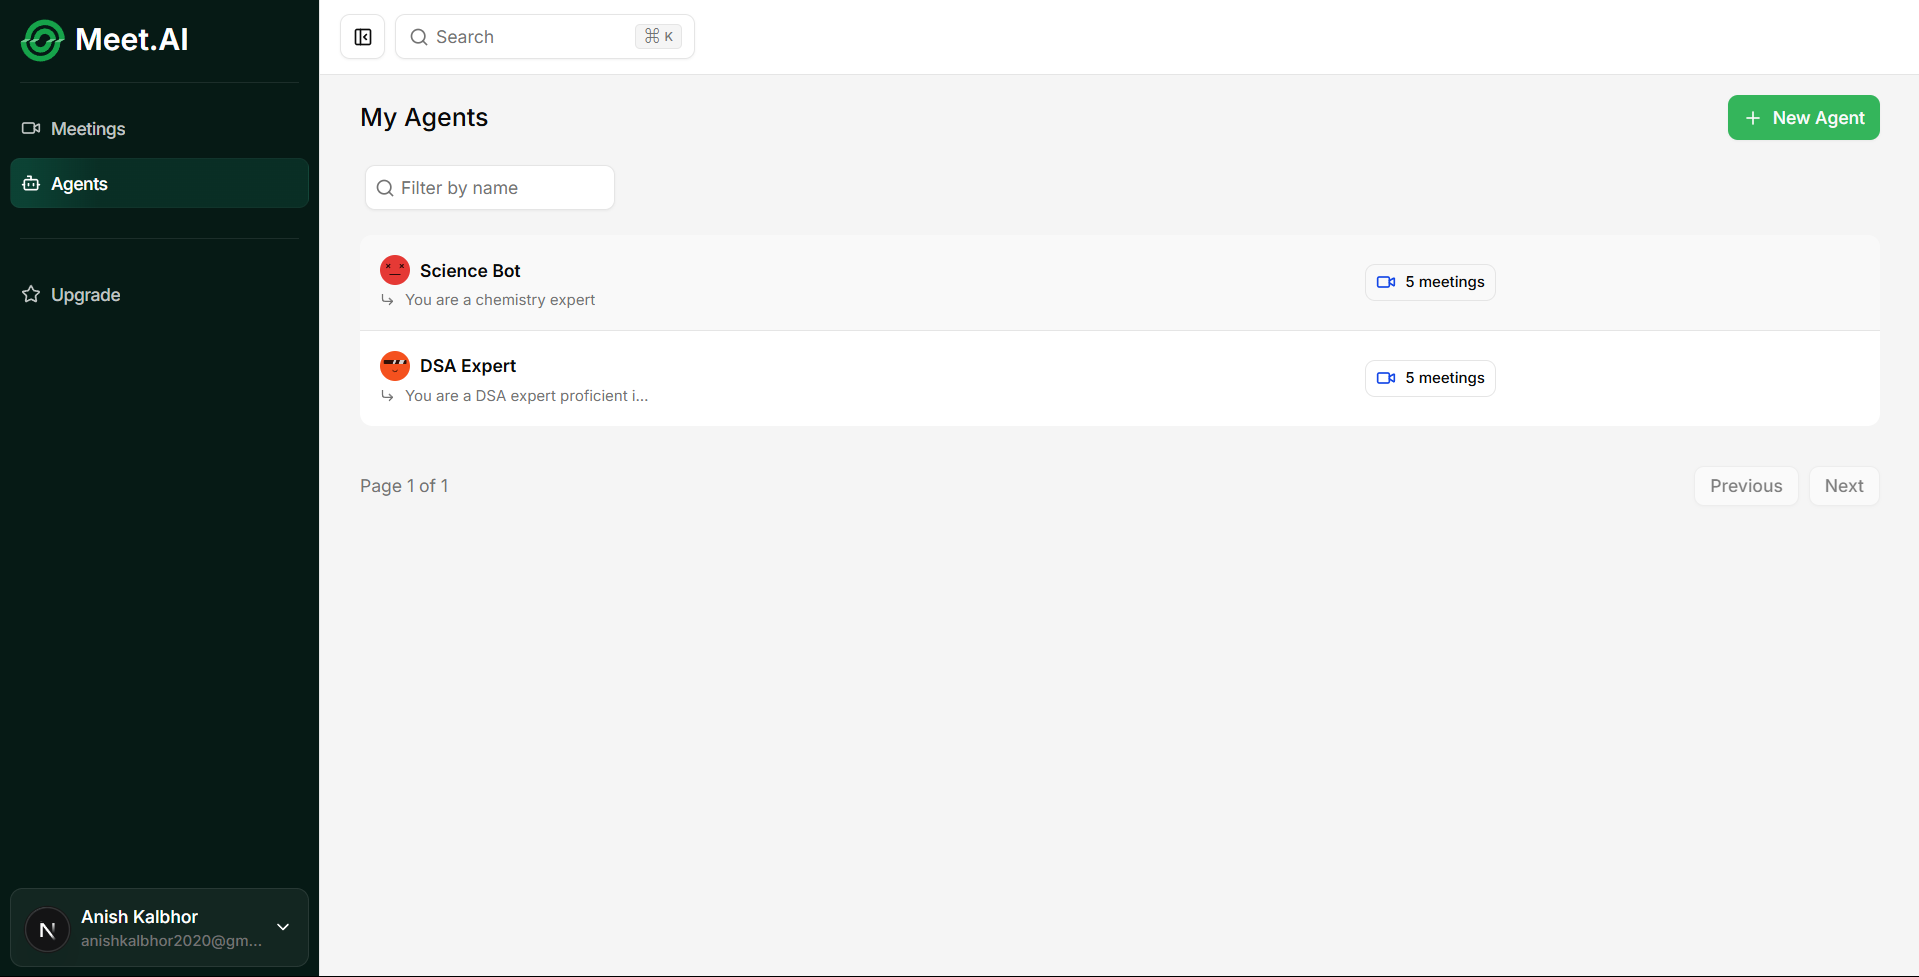 Meet.AI
Search ⌘ K
Meetings
Agents
Upgrade
My Agents
New Agent
Filter by name
Science Bot
You are a chemistry expert
5 meetings
DSA Expert
You are a DSA expert proficient i...
5 meetings
Page 1 of 1
Previous
Next
N
Anish Kalbhor
anishkalbhor2020@gm...